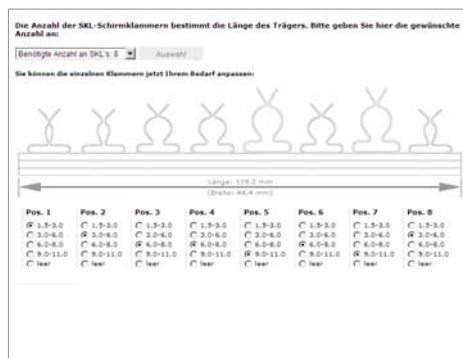 Die Anzahl der SKL-Schirmklammern bestimmt die Länge des Trägers. Bitte geben Sie hier die gewünschte
Anzahl an:
Benötigte Anzahl an SKL's: 8 Auswahl
Sie können die einzelnen Klammern jetzt Ihrem Bedarf anpassen:
Länge: 119.2 mm
(Breite: 44.4 mm)
Pos. 1 Pos. 2 Pos. 3 Pos. 4 Pos. 5 Pos. 6 Pos. 7 Pos. 8
1.5-3.0 1.5-3.0 1.5-3.0 1.5-3.0 1.5-3.0 1.5-3.0 1.5-3.0 1.5-3.0
3.0-6.0 3.0-6.0 3.0-6.0 3.0-6.0 3.0-6.0 3.0-6.0 3.0-6.0 3.0-6.0
6.0-8.0 6.0-8.0 6.0-8.0 6.0-8.0 6.0-8.0 6.0-8.0 6.0-8.0 6.0-8.0
9.0-11.0 9.0-11.0 9.0-11.0 9.0-11.0 9.0-11.0 9.0-11.0 9.0-11.0 9.0-11.0
leer leer leer leer leer leer leer leer